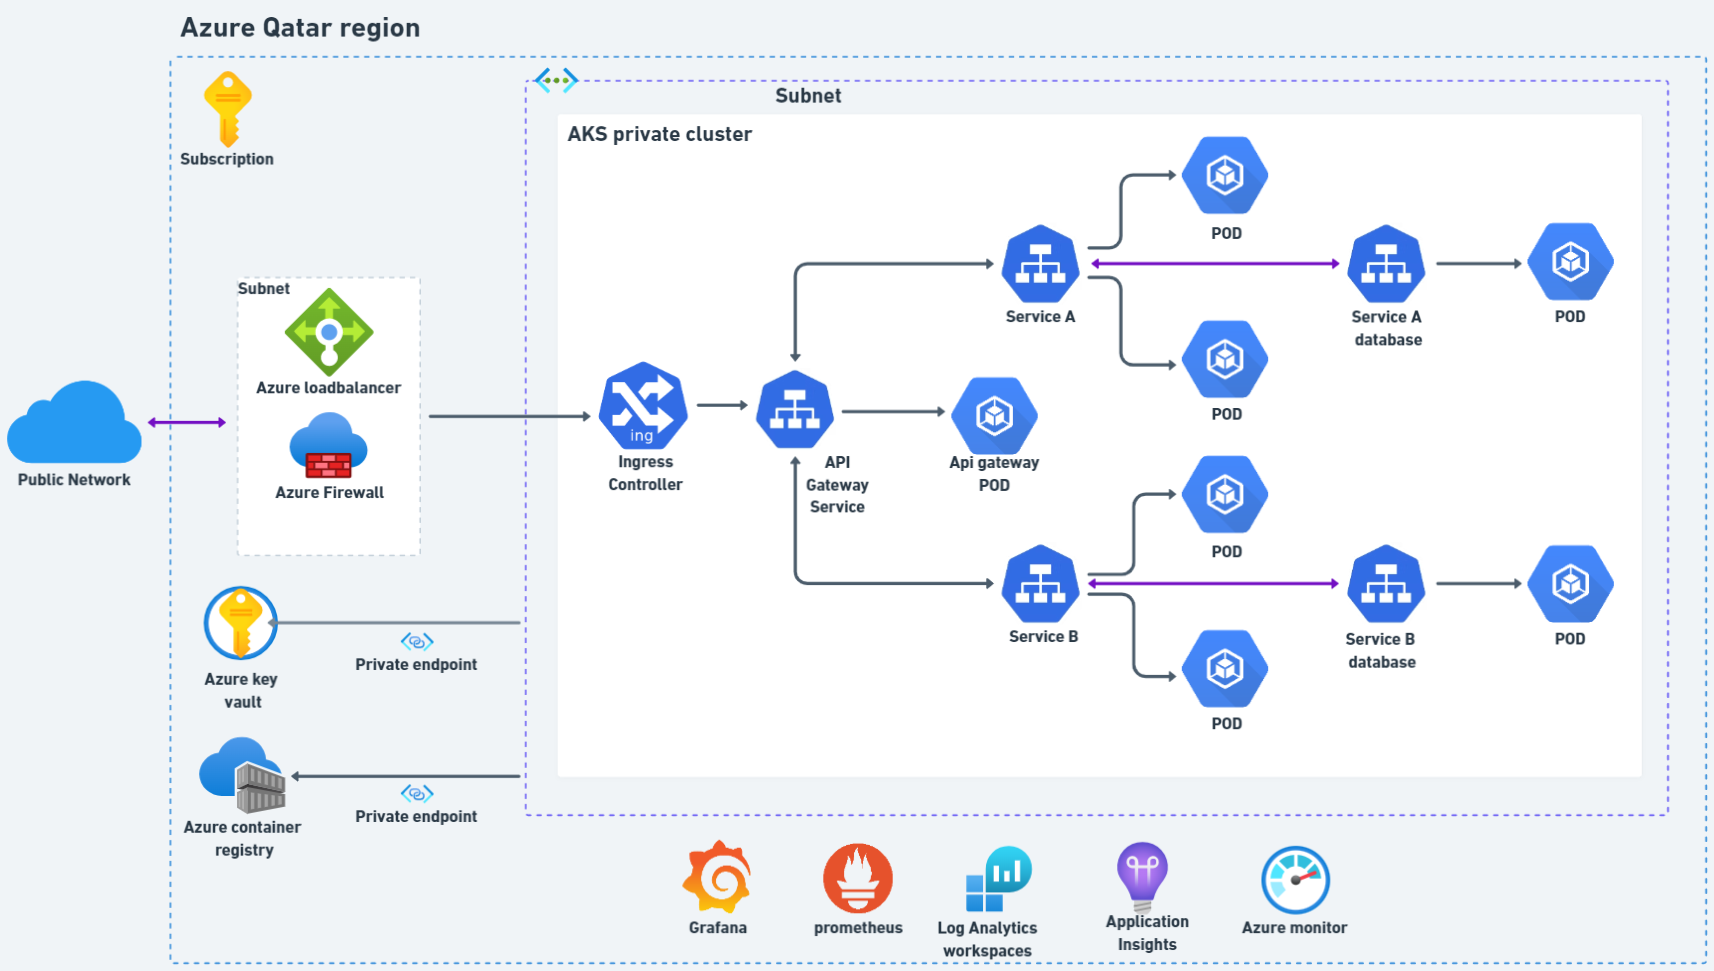 Azure Qatar region
Subscription
Subnet
AKS private cluster
POD
Service A
Service A
database
POD
POD
Subnet
Azure loadbalancer
Azure Firewall
Public Network
ing
Ingress
Controller
API
Gateway
Service
Api gateway
POD
POD
Service B
Service B
database
POD
POD
Azure key
vault
Private endpoint
Azure container
registry
Private endpoint
Grafana
prometheus
Log Analytics
workspaces
Application
Insights
Azure monitor